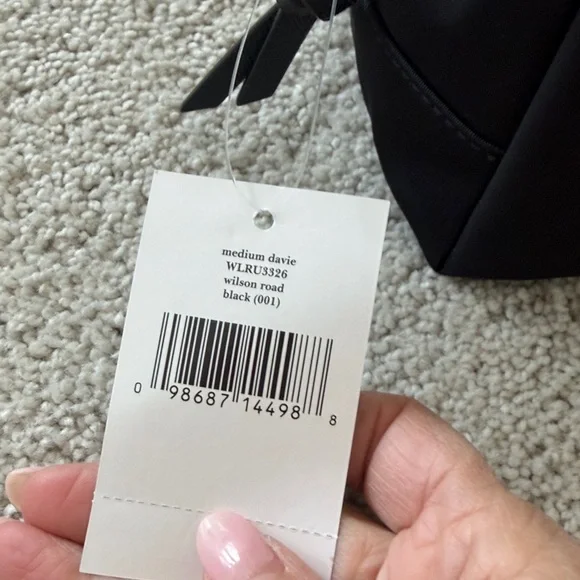 medium davie
WLRU3326
wilson road
black (001)
0 98687 14498 8